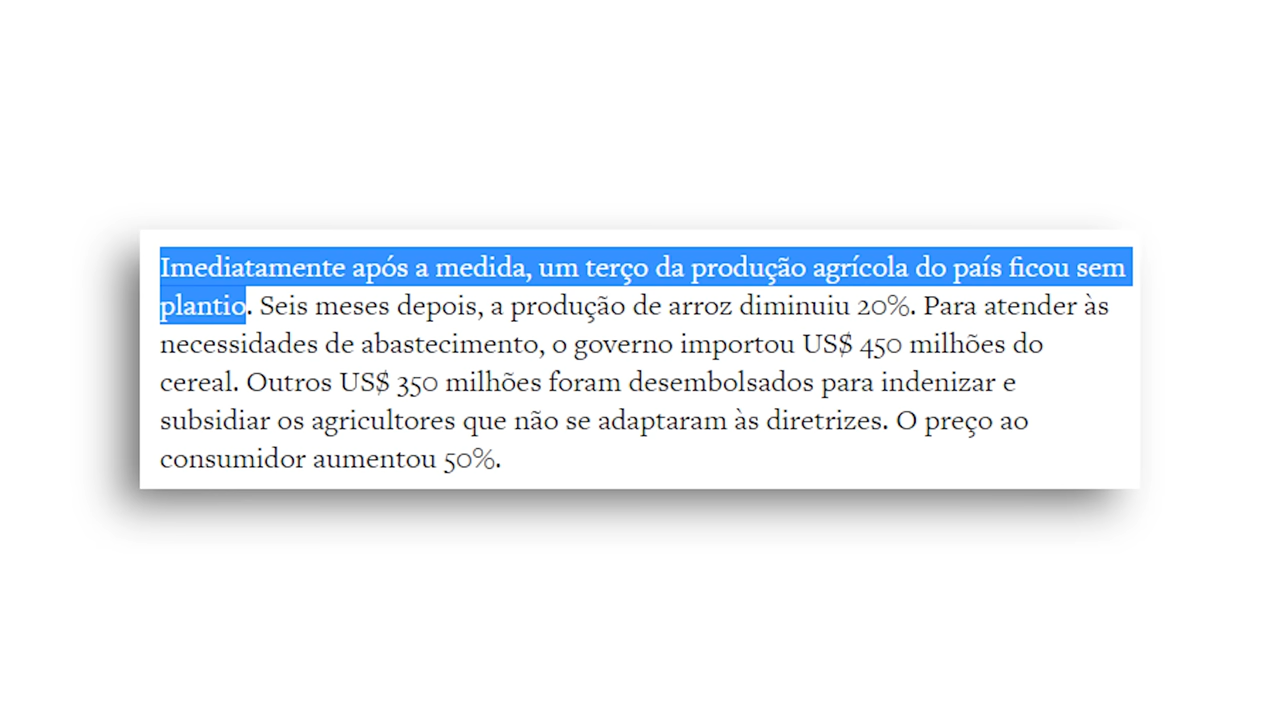 Imediatamente após a medida, um terço da produção agrícola do país ficou sem
plantio. Seis meses depois, a produção de arroz diminuiu 20%. Para atender às
necessidades de abastecimento, o governo importou US$ 450 milhões do
cereal. Outros US$ 350 milhões foram desembolsados para indenizar e
subsidiar os agricultores que não se adaptaram às diretrizes. O preço ao
consumidor aumentou 50%.